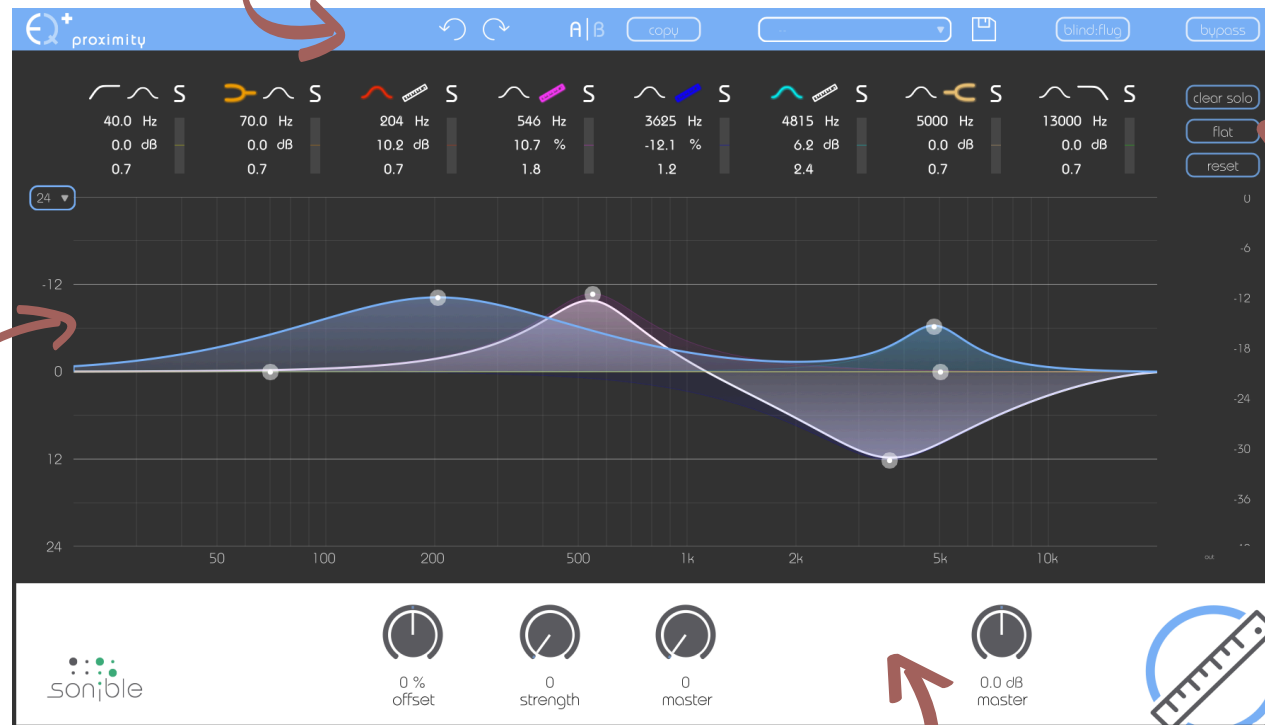 EQ+ proximity
A|B copy -- ▼ blind:flug bypass
S S S S S S S S
40.0 Hz 70.0 Hz 204 Hz 546 Hz 3625 Hz 4815 Hz 5000 Hz 13000 Hz
0.0 dB 0.0 dB 10.2 dB 10.7 % -12.1 % 6.2 dB 0.0 dB 0.0 dB
0.7 0.7 0.7 1.8 1.2 2.4 0.7 0.7
clear solo
flat
reset
24 ▼
0
-6
-12
-12
-18
0
-24
12
-30
-36
24
50 100 200 500 1k 2k 5k 10k
out
0 % 0 0 0.0 dB
offset strength master master
sonible